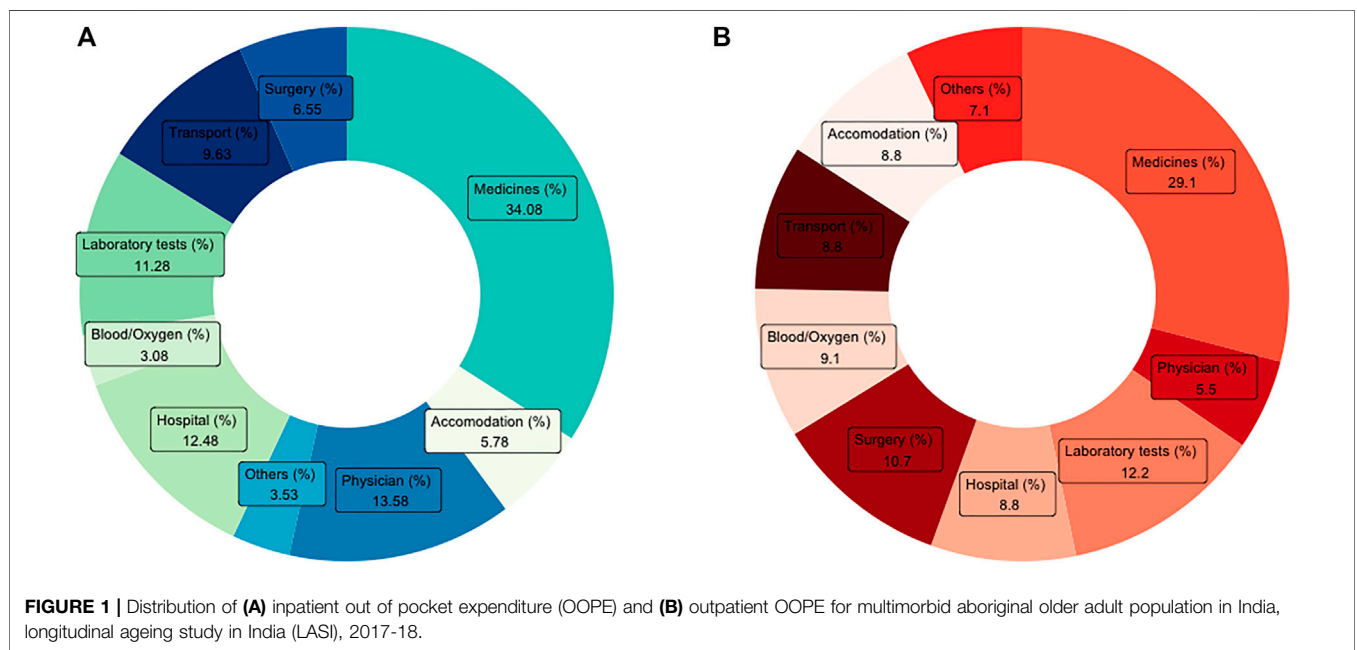 A
Surgery (%)
6.55
Transport (%)
9.63
Medicines (%)
34.08
Laboratory tests (%)
11.28
Blood/Oxygen (%)
3.08
Accomodation (%)
5.78
Hospital (%)
12.48
Others (%)
3.53
Physician (%)
13.58
B
Others (%)
7.1
Accomodation (%)
8.8
Medicines (%)
29.1
Transport (%)
8.8
Blood/Oxygen (%)
9.1
Physician (%)
5.5
Surgery (%)
10.7
Laboratory tests (%)
12.2
Hospital (%)
8.8
FIGURE 1 | Distribution of (A) inpatient out of pocket expenditure (OOPE) and (B) outpatient OOPE for multimorbid aboriginal older adult population in India,
longitudinal ageing study in India (LASI), 2017-18.